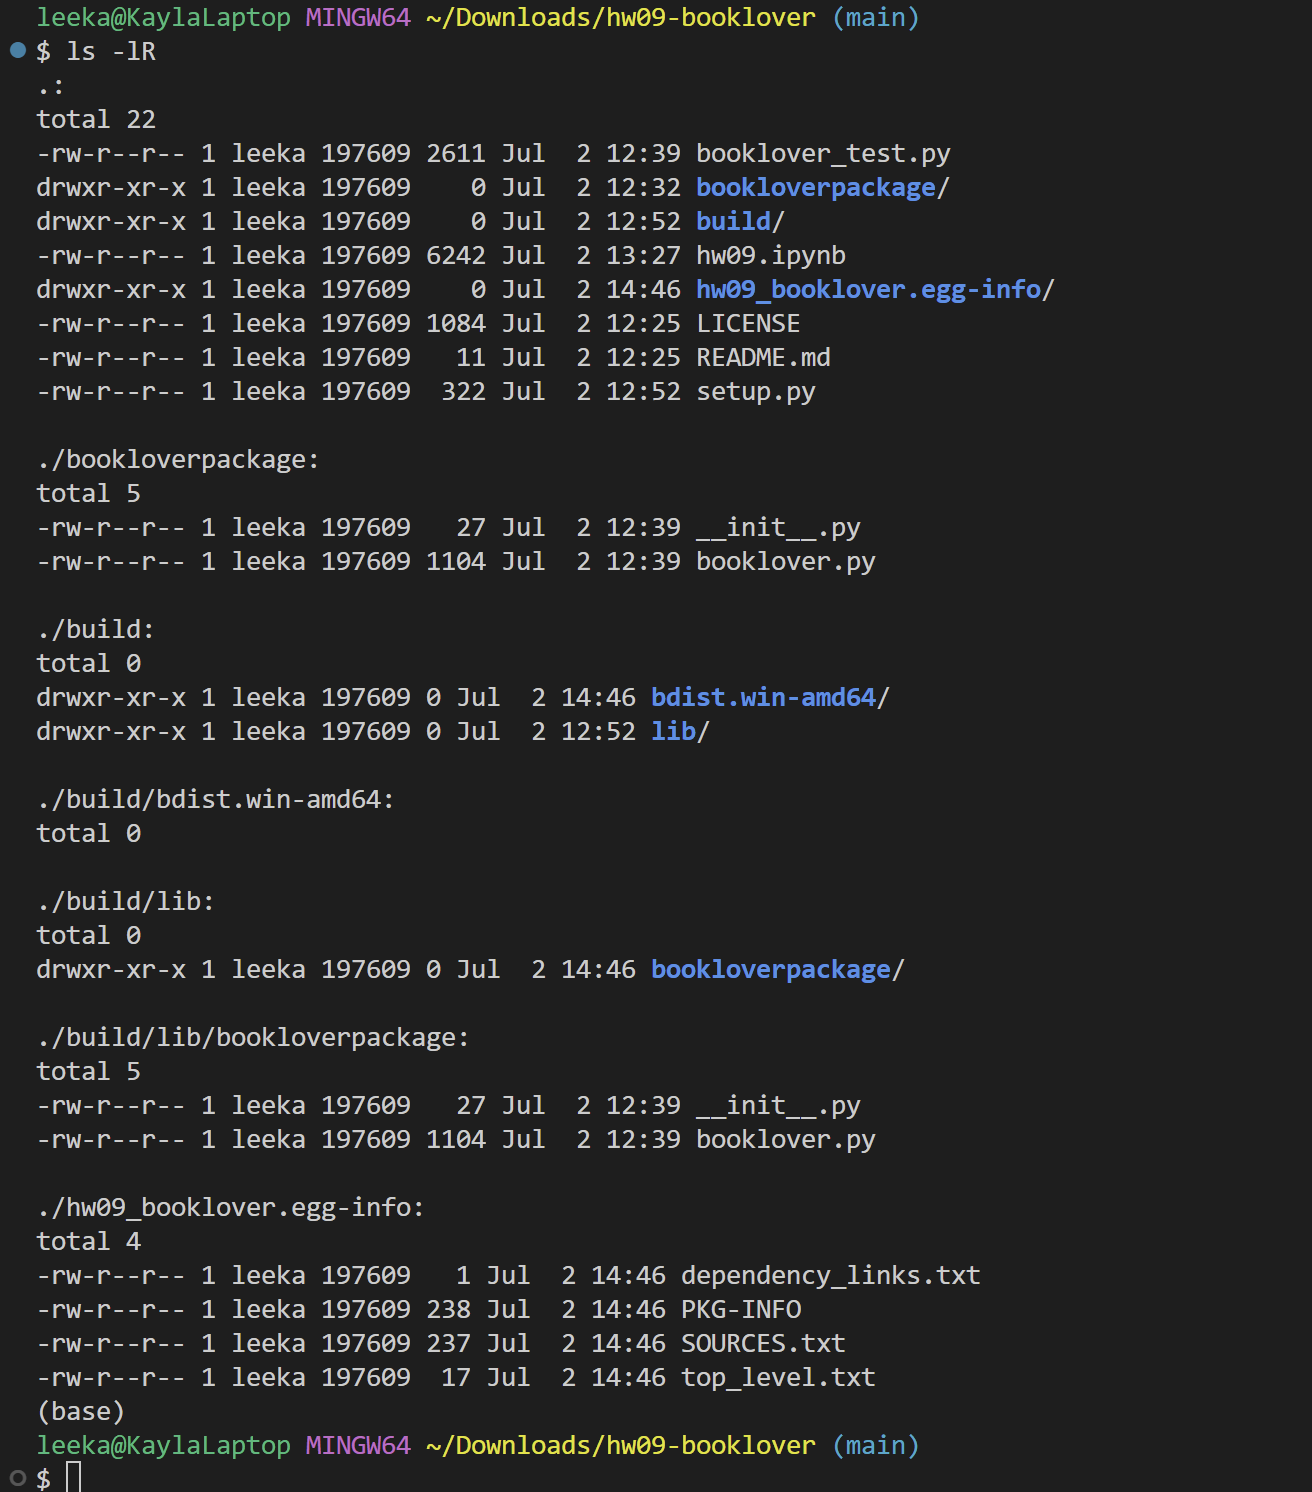 leeka@KaylaLaptop MINGW64 ~/Downloads/hw09-booklover (main)
$ ls -lR
.:
total 22
-rw-r--r-- 1 leeka 197609 2611 Jul  2 12:39 booklover_test.py
drwxr-xr-x 1 leeka 197609    0 Jul  2 12:32 bookloverpackage/
drwxr-xr-x 1 leeka 197609    0 Jul  2 12:52 build/
-rw-r--r-- 1 leeka 197609 6242 Jul  2 13:27 hw09.ipynb
drwxr-xr-x 1 leeka 197609    0 Jul  2 14:46 hw09_booklover.egg-info/
-rw-r--r-- 1 leeka 197609 1084 Jul  2 12:25 LICENSE
-rw-r--r-- 1 leeka 197609   11 Jul  2 12:25 README.md
-rw-r--r-- 1 leeka 197609  322 Jul  2 12:52 setup.py

./bookloverpackage:
total 5
-rw-r--r-- 1 leeka 197609   27 Jul  2 12:39 __init__.py
-rw-r--r-- 1 leeka 197609 1104 Jul  2 12:39 booklover.py

./build:
total 0
drwxr-xr-x 1 leeka 197609 0 Jul  2 14:46 bdist.win-amd64/
drwxr-xr-x 1 leeka 197609 0 Jul  2 12:52 lib/

./build/bdist.win-amd64:
total 0

./build/lib:
total 0
drwxr-xr-x 1 leeka 197609 0 Jul  2 14:46 bookloverpackage/

./build/lib/bookloverpackage:
total 5
-rw-r--r-- 1 leeka 197609   27 Jul  2 12:39 __init__.py
-rw-r--r-- 1 leeka 197609 1104 Jul  2 12:39 booklover.py

./hw09_booklover.egg-info:
total 4
-rw-r--r-- 1 leeka 197609   1 Jul  2 14:46 dependency_links.txt
-rw-r--r-- 1 leeka 197609 238 Jul  2 14:46 PKG-INFO
-rw-r--r-- 1 leeka 197609 237 Jul  2 14:46 SOURCES.txt
-rw-r--r-- 1 leeka 197609  17 Jul  2 14:46 top_level.txt
(base)
leeka@KaylaLaptop MINGW64 ~/Downloads/hw09-booklover (main)
$